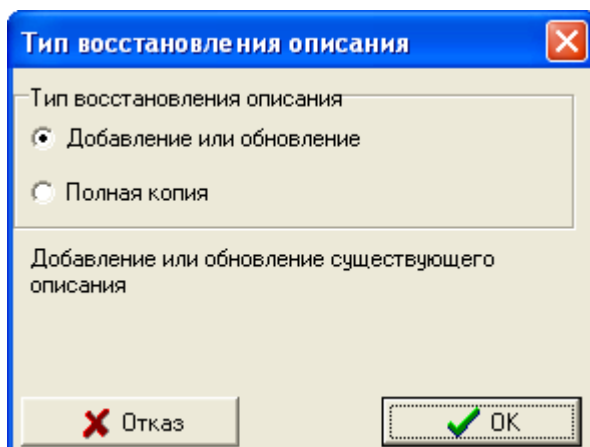 Тип восстановления описания
Тип восстановления описания
Добавление или обновление
Полная копия
Добавление или обновление существующего
описания
Отказ
OK